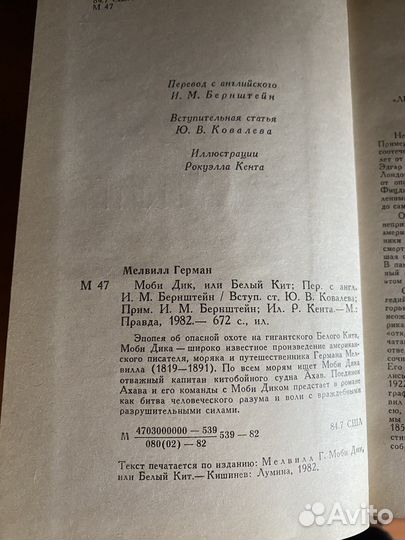 84.7 США
М 47
Перевод с английского
И. М. Бернштейн
Вступительная статья
Ю. В. Ковалева
Иллюстрации
Рокуэлла Кента
Мелвилл Герман
М 47 Моби Дик, или Белый Кит; Пер. с англ.
И. М. Бернштейн / Вступ. ст. Ю. В. Ковалева;
Прим. И. М. Бернштейн; Ил. Р. Кента.—М.:
Правда, 1982.— 672 с., ил.
Эпопея об опасной охоте на гигантского Белого Кита,
Моби Дика — широко известное произведение американ-
ского писателя, моряка и путешественника Германа Мел-
вилла (1819—1891). По всем морям ищет Моби Дика
отважный капитан китобойного судна Ахав. Поединок
Ахава и его команды с Моби Диком предстает в романе
как битва человеческого разума и воли с враждебными
разрушительными силами.
М 4703000000—539
080(02)—82
539—82
84.7 США
Текст печатается по изданию: Мелвилл Г. Моби Дик,
или Белый Кит.— Кишинев: Лумина, 1982.
Avito